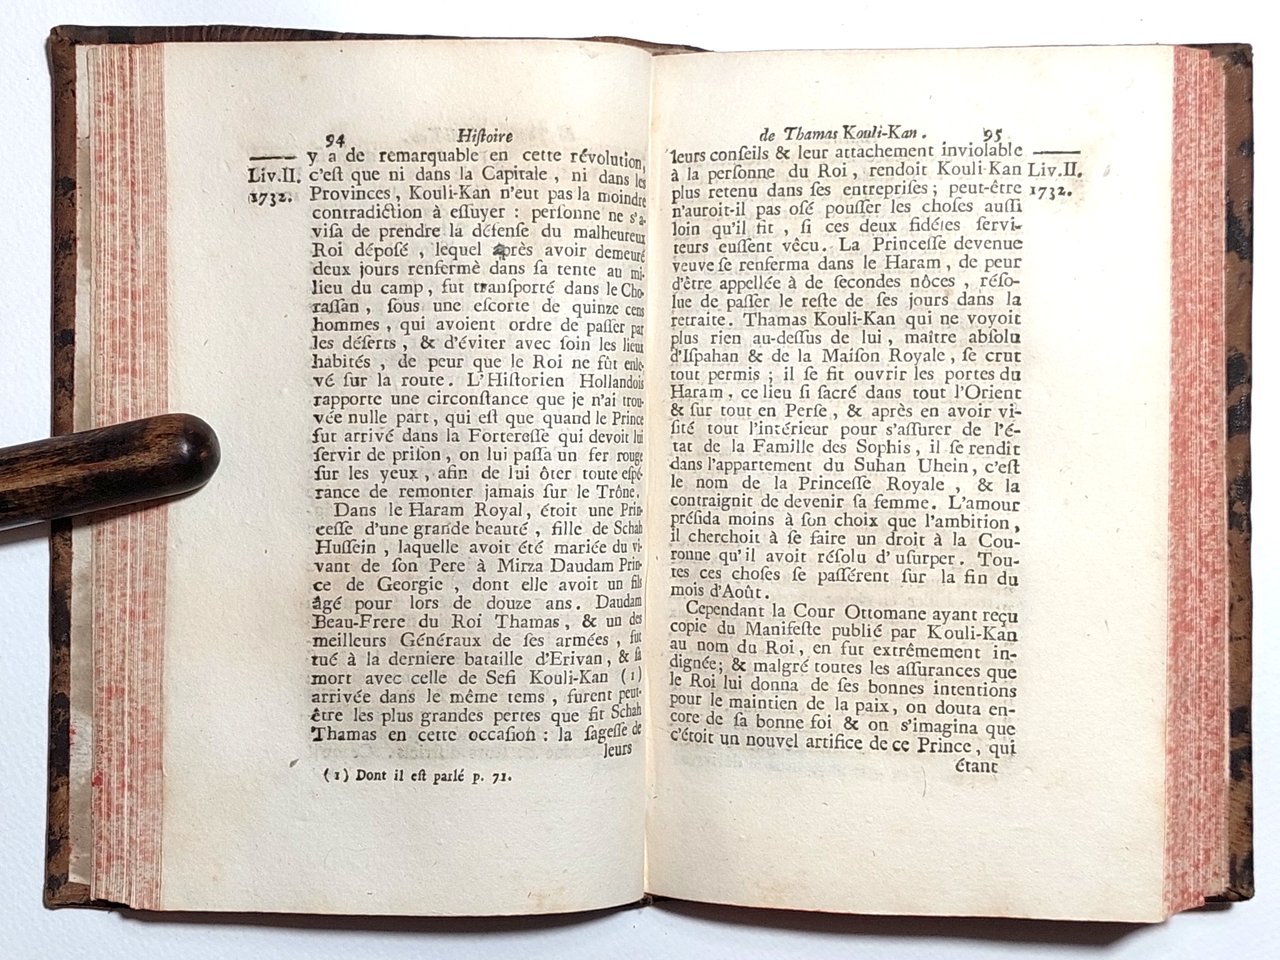 94 Histoire
Liv.II.
1732.
y a de remarquable en cette révolution,
c'est que ni dans la Capitale, ni dans les
Provinces, Kouli-Kan n'eut pas la moindre
contradiction à essuyer : personne ne s'a-
visa de prendre la défense du malheureux
Roi déposé, lequel après avoir demeuré
deux jours renfermè dans sa tente au mi-
lieu du camp, fut transporté dans le Cho-
rassan, sous une escorte de quinze cens
hommes, qui avoient ordre de passer par
les déserts, & d'éviter avec soin les lieux
habités, de peur que le Roi ne fût enle-
vé sur la route. L'Historien Hollandois
rapporte une circonstance que je n'ai trou-
vée nulle part, qui est que quand le Prince
fut arrivé dans la Forteresse qui devoit lui
servir de prison, on lui passa un fer rouge
sur les yeux, afin de lui ôter toute espé-
rance de remonter jamais sur le Trône.
Dans le Haram Royal, étoit une Prin-
cesse d'une grande beauté, fille de Schah
Hussein, laquelle avoit été mariée du vi-
vant de son Pere à Mirza Daudam Prin-
ce de Georgie, dont elle avoit un fils
âgé pour lors de douze ans. Daudam
Beau-Frere du Roi Thamas, & un des
meilleurs Généraux de ses armées, fut
tué à la derniere bataille d'Erivan, & sa
mort avec celle de Sefi Kouli-Kan (1)
arrivée dans le même tems, furent peut-
être les plus grandes pertes que fit Schah
Thamas en cette occasion : la sagesse de
leurs
(1) Dont il est parlé p. 71.
de Thamas Kouli-Kan. 95
Liv.II.
1732.
leurs conseils & leur attachement inviolable
à la personne du Roi, rendoit Kouli-Kan
plus retenu dans ses entreprises; peut-être
n'auroit-il pas osé pousser les choses aussi
loin qu'il fit, si ces deux fidéles servi-
teurs eussent vêcu. La Princesse devenue
veuve se renferma dans le Haram, de peur
d'être appellée à de secondes nôces, réso-
lue de passer le reste de ses jours dans la
retraite. Thamas Kouli-Kan qui ne voyoit
plus rien au-dessus de lui, maître absolu
d'Ispahan & de la Maison Royale, se crut
tout permis; il se fit ouvrir les portes du
Haram, ce lieu si sacré dans tout l'Orient
& sur tout en Perse, & après en avoir vi-
sité tout l'intérieur pour s'assurer de l'é-
tat de la Famille des Sophis, il se rendit
dans l'appartement du Suhan Uhein, c'est
le nom de la Princesse Royale, & la
contraignit de devenir sa femme. L'amour
présida moins à son choix que l'ambition,
il cherchoit à se faire un droit à la Cou-
ronne qu'il avoit résolu d'usurper. Tou-
tes ces choses se passérent sur la fin du
mois d'Août.
Cependant la Cour Ottomane ayant reçu
copie du Manifeste publié par Kouli-Kan
au nom du Roi, en fut extrêmement in-
dignée; & malgré toutes les assurances que
le Roi lui donna de ses bonnes intentions
pour le maintien de la paix, on douta en-
core de sa bonne foi & on s'imagina que
c'étoit un nouvel artifice de ce Prince, qui
étant